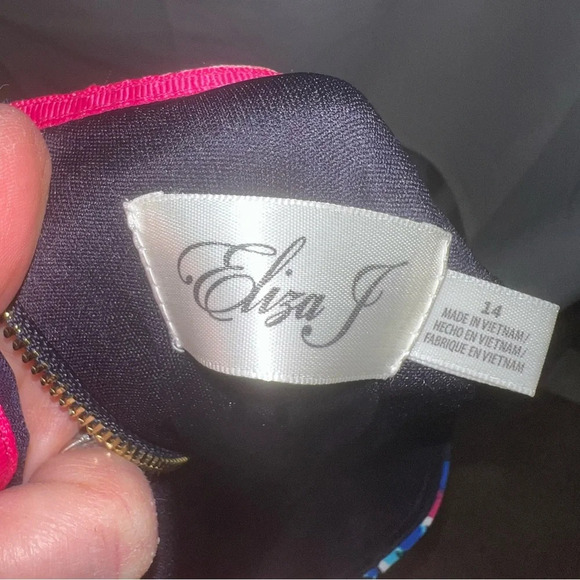 Eliza J
14
MADE IN VIETNAM/
HECHO EN VIETNAM/
FABRIQUE EN VIETNAM